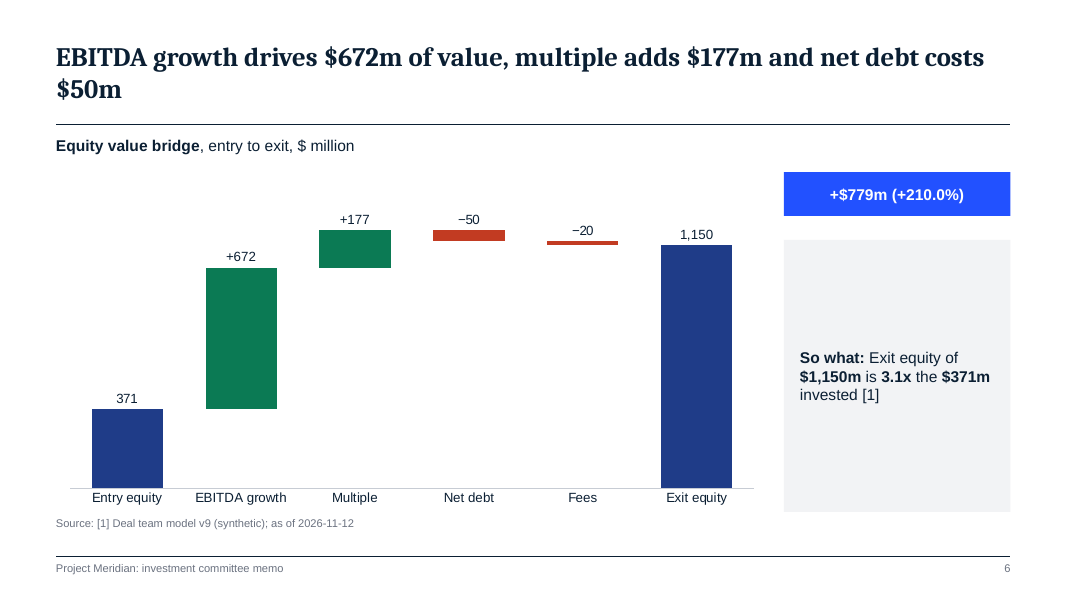 EBITDA growth drives $672m of value, multiple adds $177m and net debt costs
$50m
Equity value bridge, entry to exit, $ million
+$779m (+210.0%)
371
+672
+177
−50
−20
1,150
Entry equity
EBITDA growth
Multiple
Net debt
Fees
Exit equity
So what: Exit equity of
$1,150m is 3.1x the $371m
invested [1]
Source: [1] Deal team model v9 (synthetic); as of 2026-11-12
Project Meridian: investment committee memo
6